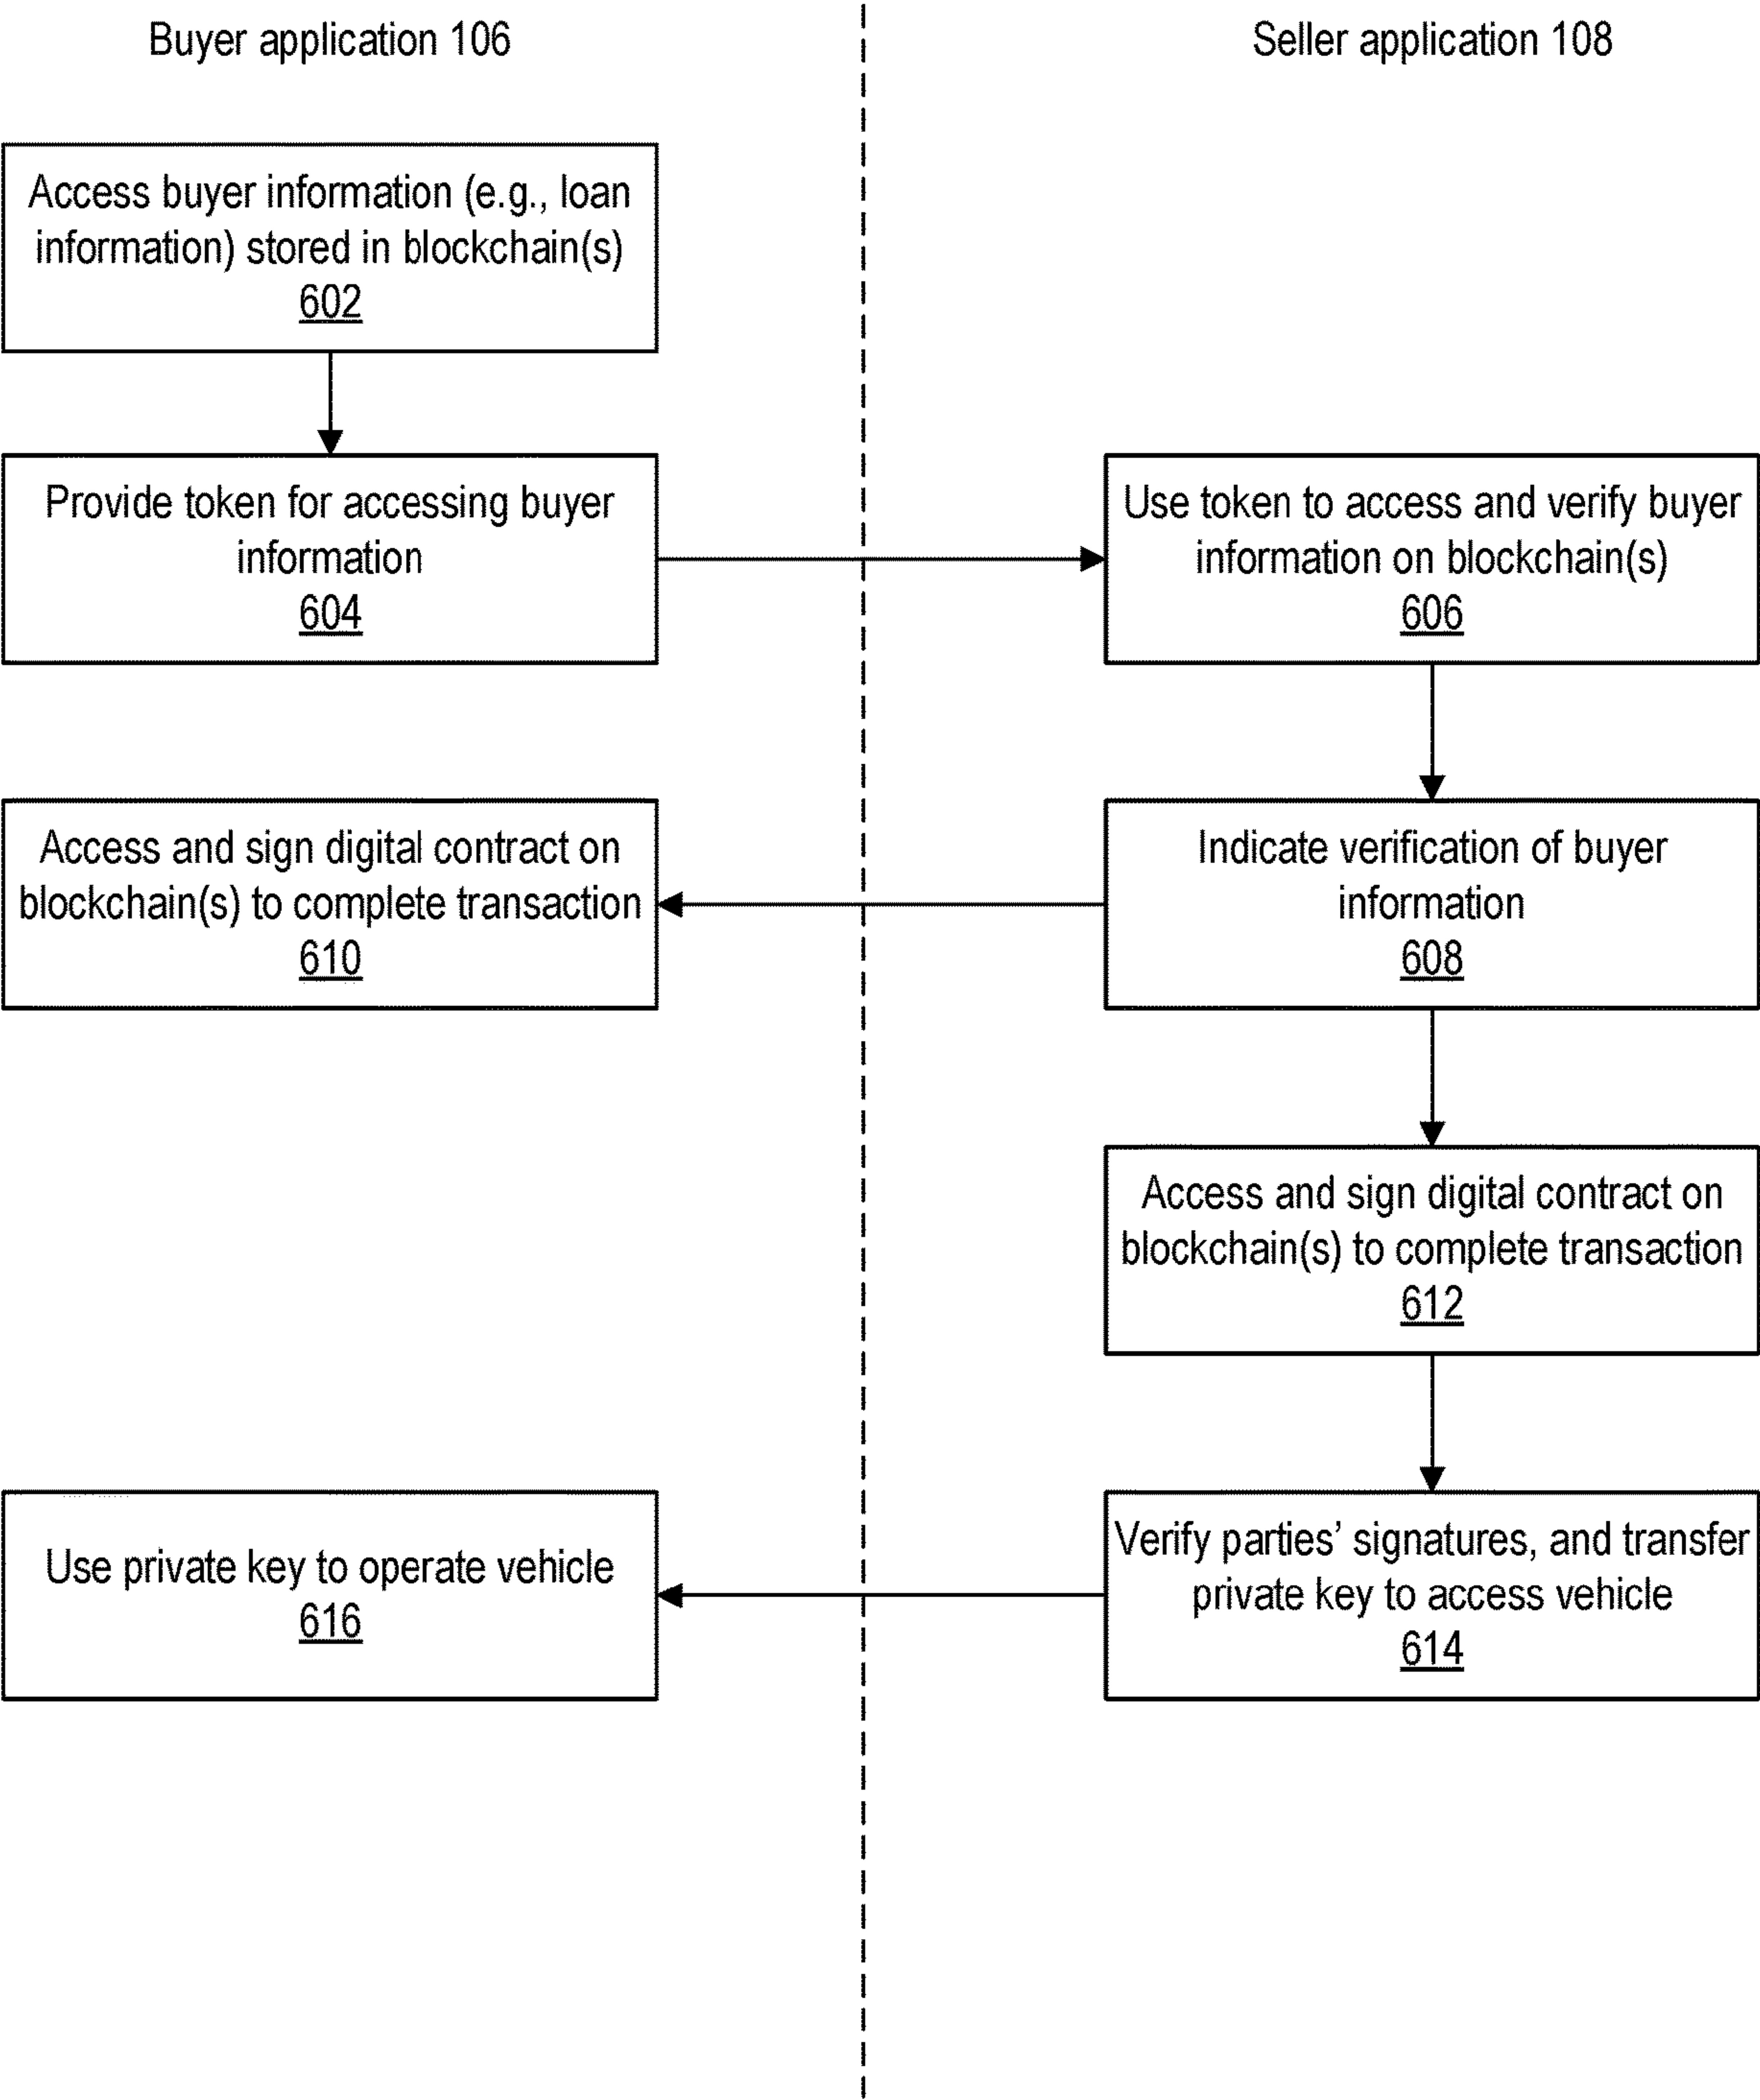 Buyer application 106
Seller application 108
Access buyer information (e.g., loan
information) stored in blockchain(s)
602
Provide token for accessing buyer
information
604
Use token to access and verify buyer
information on blockchain(s)
606
Access and sign digital contract on
blockchain(s) to complete transaction
610
Indicate verification of buyer
information
608
Access and sign digital contract on
blockchain(s) to complete transaction
612
Use private key to operate vehicle
616
Verify parties’ signatures, and transfer
private key to access vehicle
614